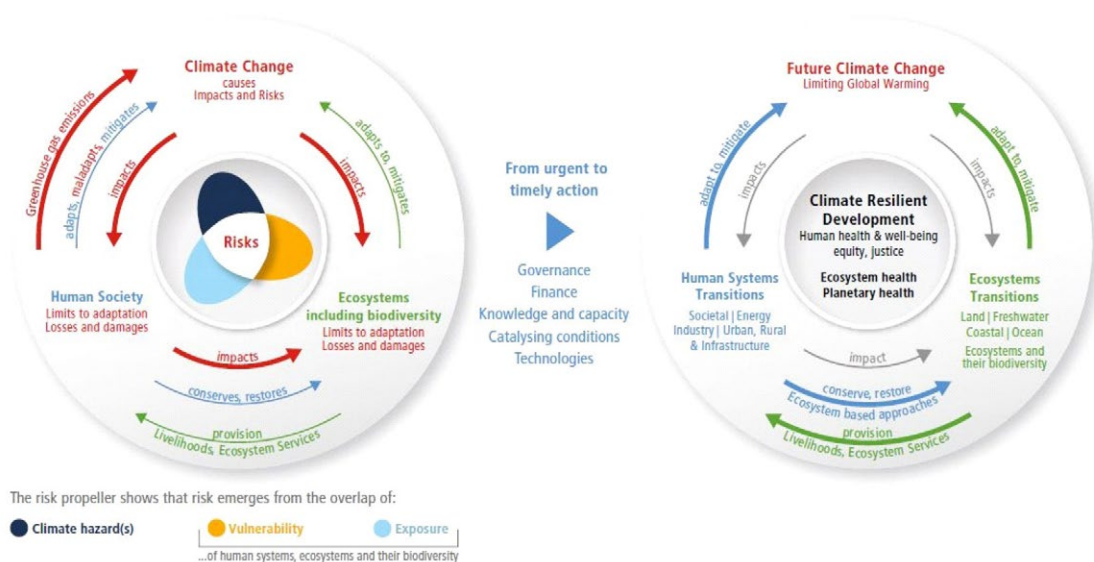 Climate Change
causes
Impacts and Risks
Greenhouse gas emissions
adapts, maladapts, mitigates
impacts
impacts
adapts to, mitigates
Risks
Human Society
Limits to adaptation
Losses and damages
Ecosystems
including biodiversity
Limits to adaptation
Losses and damages
impacts
conserves, restores
provision
Livelihoods, Ecosystem Services
From urgent to
timely action
Governance
Finance
Knowledge and capacity
Catalysing conditions
Technologies
Future Climate Change
Limiting Global Warming
adapt to, mitigate
impacts
impacts
adapt to, mitigate
Climate Resilient
Development
Human health & well-being
equity, justice
Ecosystem health
Planetary health
Human Systems
Transitions
Societal | Energy
Industry | Urban, Rural
& Infrastructure
Ecosystems
Transitions
Land | Freshwater
Coastal | Ocean
Ecosystems and
their biodiversity
impact
conserve, restore
Ecosystem based approaches
provision
Livelihoods, Ecosystem Services
The risk propeller shows that risk emerges from the overlap of:
Climate hazard(s) Vulnerability Exposure
...of human systems, ecosystems and their biodiversity